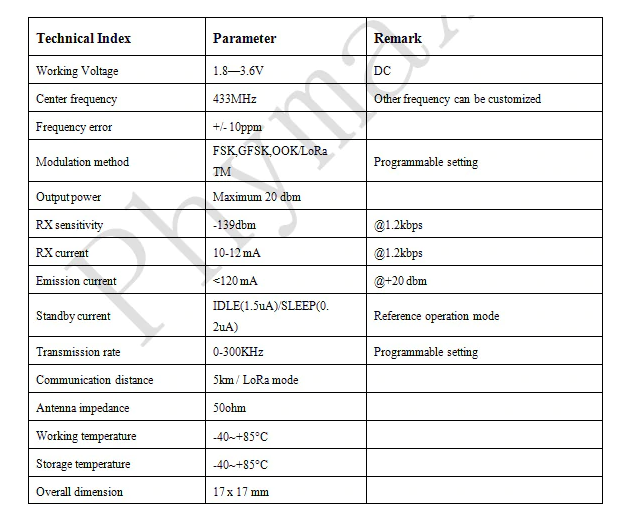 Technical Index Parameter Remark
Working Voltage 1.8—3.6V DC
Center frequency 433MHz Other frequency can be customized
Frequency error +/- 10ppm
Modulation method FSK,GFSK,OOK/LoRa TM Programmable setting
Output power Maximum 20 dbm
RX sensitivity -139dbm @1.2kbps
RX current 10-12 mA @1.2kbps
Emission current <120 mA @+20 dbm
Standby current IDLE(1.5uA)/SLEEP(0.2uA) Reference operation mode
Transmission rate 0-300KHz Programmable setting
Communication distance 5km / LoRa mode
Antenna impedance 50ohm
Working temperature -40~+85°C
Storage temperature -40~+85°C
Overall dimension 17 x 17 mm
Phymax